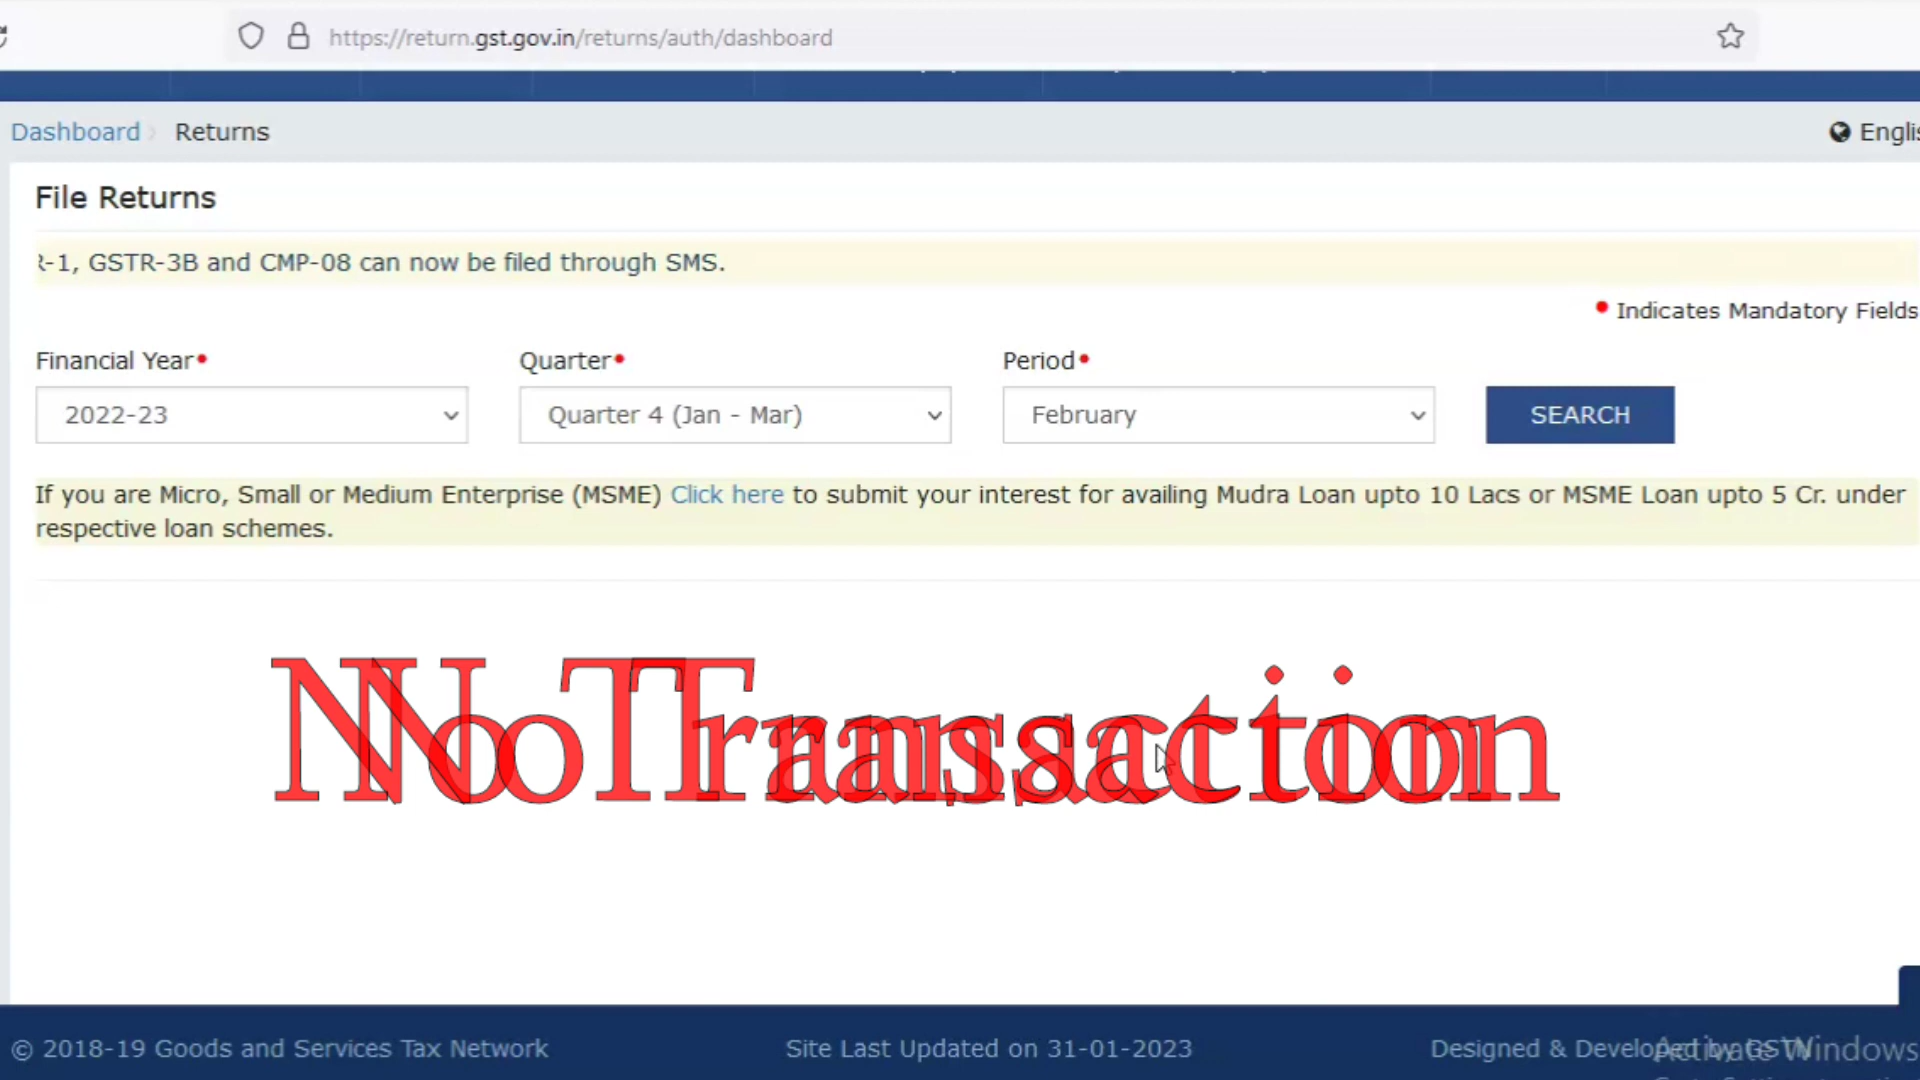 https://return.gst.gov.in/returns/auth/dashboard
Dashboard Returns
File Returns
R-1, GSTR-3B and CMP-08 can now be filed through SMS.
Indicates Mandatory Fields
Financial Year Quarter Period
2022-23 Quarter 4 (Jan - Mar) February SEARCH
If you are Micro, Small or Medium Enterprise (MSME) Click here to submit your interest for availing Mudra Loan upto 10 Lacs or MSME Loan upto 5 Cr. under
respective loan schemes.
No Transaction
© 2018-19 Goods and Services Tax Network Site Last Updated on 31-01-2023 Designed & Developed by GSTN
Activate Windows